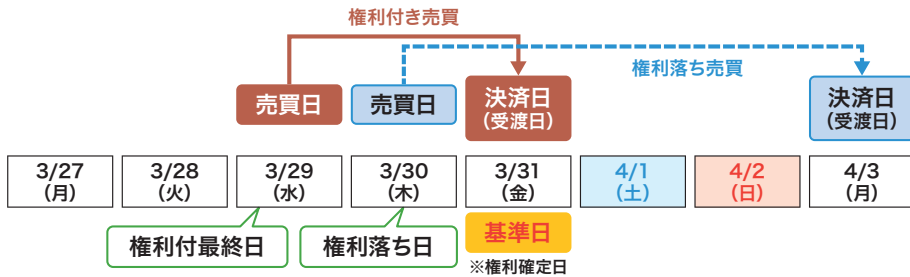 権利付き売買
権利落ち売買
売買日
売買日
決済日
(受渡日)
決済日
(受渡日)
3/27
(月)
3/28
(火)
3/29
(水)
3/30
(木)
3/31
(金)
4/1
(土)
4/2
(日)
4/3
(月)
権利付最終日
権利落ち日
基準日
※権利確定日